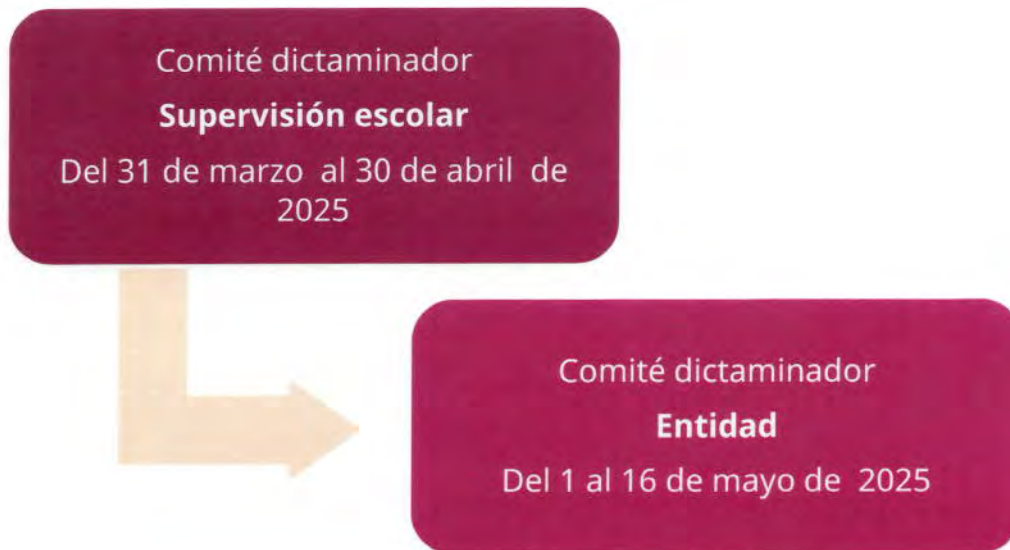 Comité dictaminador
Supervisión escolar
Del 31 de marzo al 30 de abril de
2025
Comité dictaminador
Entidad
Del 1 al 16 de mayo de 2025